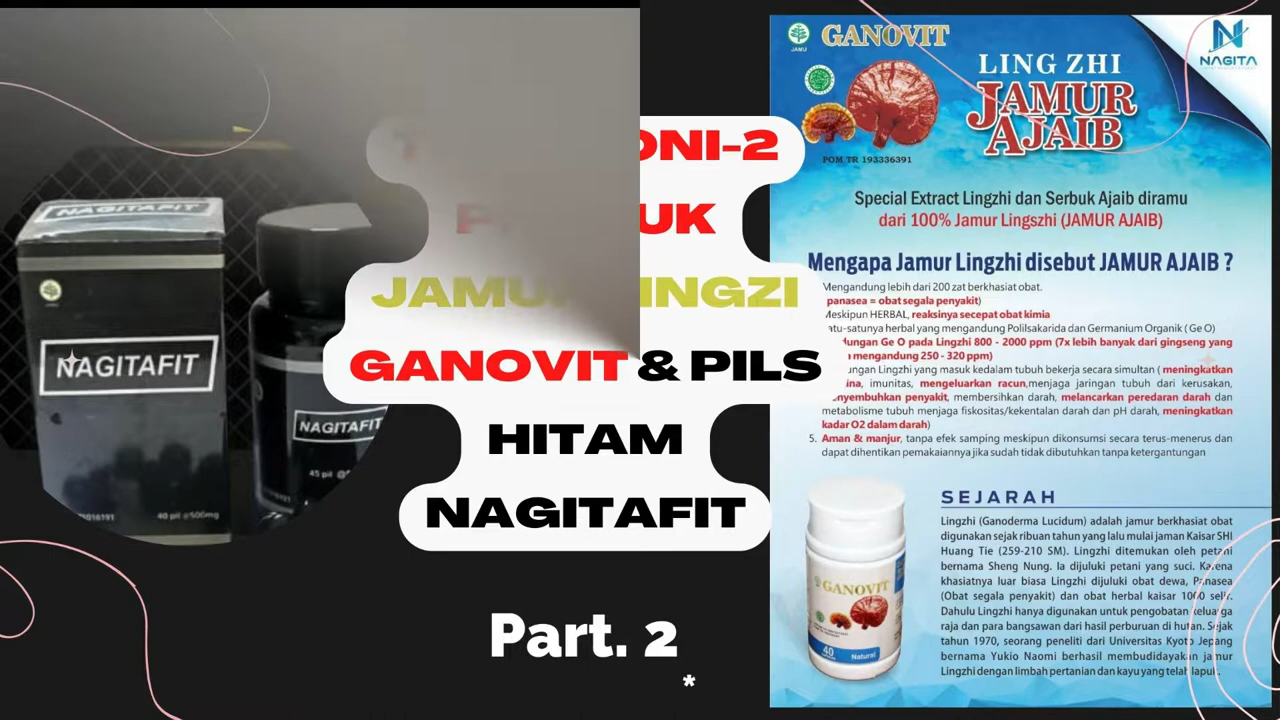 NAGITAFIT
NAGITAFIT
40 pil @500mg
NAGITAFIT
45 pil
ONI-2
UK
JAMU INGZI
GANOVIT & PILS
HITAM
NAGITAFIT
Part. 2
*
JAMU
GANOVIT
NAGITA
LING ZHI
JAMUR
AJAIB
POM TR 193336391
Special Extract Lingzhi dan Serbuk Ajaib diramu
dari 100% Jamur Lingszhi (JAMUR AJAIB)
Mengapa Jamur Lingzhi disebut JAMUR AJAIB ?
Mengandung lebih dari 200 zat berkhasiat obat.
panasea = obat segala penyakit)
Meskipun HERBAL, reaksinya secepat obat kimia
atu-satunya herbal yang mengandung Polilsakarida dan Germanium Organik ( Ge O)
dungan Ge O pada Lingzhi 800 - 2000 ppm (7x lebih banyak dari gingseng yang
mengandung 250 - 320 ppm)
ungan Lingzhi yang masuk kedalam tubuh bekerja secara simultan ( meningkatkan
ina, imunitas, mengeluarkan racun,menjaga jaringan tubuh dari kerusakan,
enyembuhkan penyakit, membersihkan darah, melancarkan peredaran darah dan
metabolisme tubuh menjaga fiskositas/kekentalan darah dan pH darah, meningkatkan
kadar O2 dalam darah)
5. Aman & manjur, tanpa efek samping meskipun dikonsumsi secara terus-menerus dan
dapat dihentikan pemakaiannya jika sudah tidak dibutuhkan tanpa ketergantungan
SEJARAH
Lingzhi (Ganoderma Lucidum) adalah jamur berkhasiat obat
digunakan sejak ribuan tahun yang lalu mulai jaman Kaisar SHI
Huang Tie (259-210 SM). Lingzhi ditemukan oleh petani
bernama Sheng Nung. Ia dijuluki petani yang suci. Karena
khasiatnya luar biasa Lingzhi dijuluki obat dewa, Panasea
(Obat segala penyakit) dan obat herbal kaisar 1000 selir.
Dahulu Lingzhi hanya digunakan untuk pengobatan keluarga
raja dan para bangsawan dari hasil perburuan di hutan. Sejak
tahun 1970, seorang peneliti dari Universitas Kyoto Jepang
bernama Yukio Naomi berhasil membudidayakan jamur
Lingzhi dengan limbah pertanian dan kayu yang telah lapuk.
GANOVIT
40
Natural